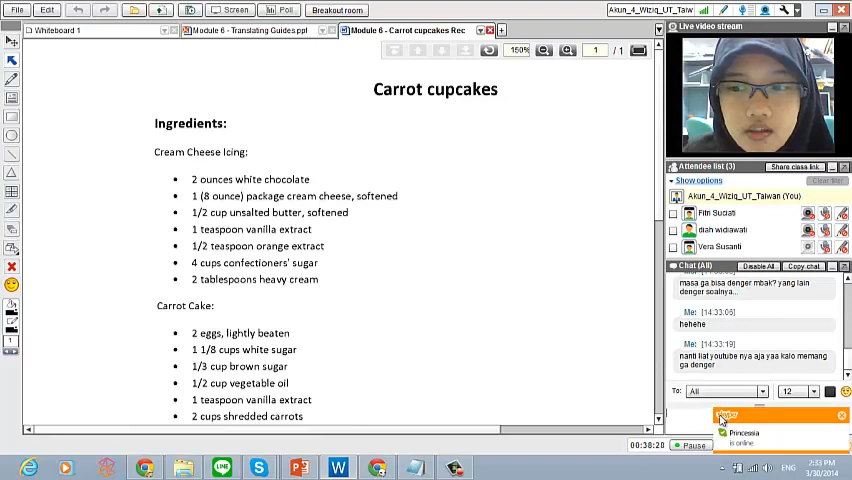 File Edit Screen Poll Breakout room Akun_4_Wiziq_UT_Taiw
Whiteboard 1 Module 6 - Translating Guides.ppt Module 6 - Carrot cupcakes Rec
150% 1 / 1
Carrot cupcakes
Ingredients:
Cream Cheese Icing:
• 2 ounces white chocolate
• 1 (8 ounce) package cream cheese, softened
• 1/2 cup unsalted butter, softened
• 1 teaspoon vanilla extract
• 1/2 teaspoon orange extract
• 4 cups confectioners' sugar
• 2 tablespoons heavy cream
Carrot Cake:
• 2 eggs, lightly beaten
• 1 1/8 cups white sugar
• 1/3 cup brown sugar
• 1/2 cup vegetable oil
• 1 teaspoon vanilla extract
• 2 cups shredded carrots
Live video stream
Attendee list (3) Share class link
Show options Clear filter
Akun_4_Wiziq_UT_Taiwan (You)
Fitri Suciati
diah widiawati
Vera Susanti
Chat (All) Disable All Copy chat
masa ga bisa denger mbak? yang lain
denger soalnya...
Me: [14:33:06]
hehehe
Me: [14:33:19]
nanti liat youtube nya aja yaa kalo memang
ga denger
To: All 12
Princessia
is online
00:38:20 Pause
ENG 2:33 PM
3/30/2014